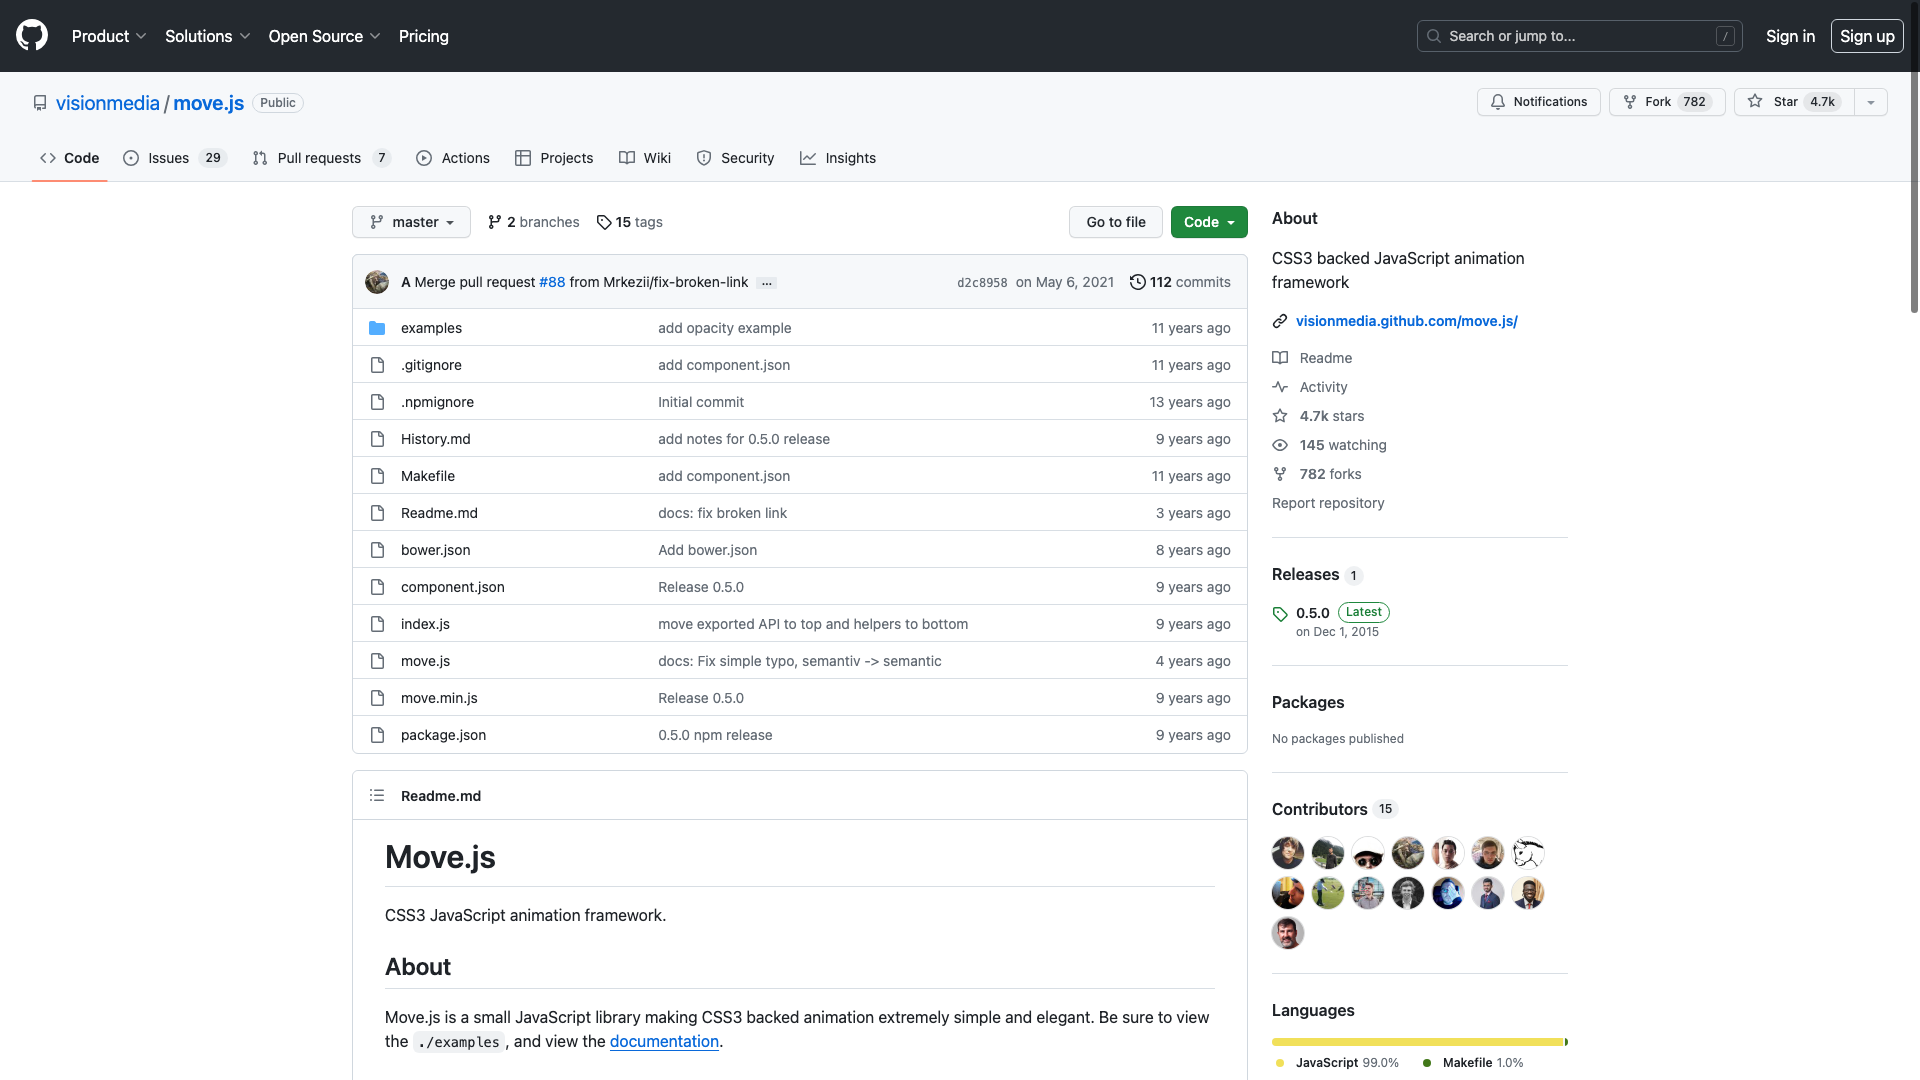 Product Solutions Open Source Pricing Search or jump to... / Sign in Sign up
visionmedia / move.js Public Notifications Fork 782 Star 4.7k
Code Issues 29 Pull requests 7 Actions Projects Wiki Security Insights
master 2 branches 15 tags Go to file Code
A Merge pull request #88 from Mrkezii/fix-broken-link ... d2c8958 on May 6, 2021 112 commits
examples add opacity example 11 years ago
.gitignore add component.json 11 years ago
.npmignore Initial commit 13 years ago
History.md add notes for 0.5.0 release 9 years ago
Makefile add component.json 11 years ago
Readme.md docs: fix broken link 3 years ago
bower.json Add bower.json 8 years ago
component.json Release 0.5.0 9 years ago
index.js move exported API to top and helpers to bottom 9 years ago
move.js docs: Fix simple typo, semantiv -> semantic 4 years ago
move.min.js Release 0.5.0 9 years ago
package.json 0.5.0 npm release 9 years ago
Readme.md
Move.js
CSS3 JavaScript animation framework.
About
Move.js is a small JavaScript library making CSS3 backed animation extremely simple and elegant. Be sure to view
the ./examples, and view the documentation.
About
CSS3 backed JavaScript animation
framework
visionmedia.github.com/move.js/
Readme
Activity
4.7k stars
145 watching
782 forks
Report repository
Releases 1
0.5.0 Latest
on Dec 1, 2015
Packages
No packages published
Contributors 15
Languages
JavaScript 99.0% Makefile 1.0%